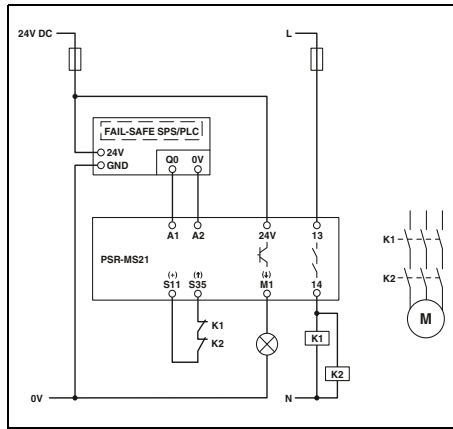 24V DC
L
FAIL-SAFE SPS/PLC
24V
GND
Q0
0V
A1
A2
24V
13
PSR-MS21
(+)
(↑)
(↓)
S11
S35
M1
14
K1
K2
K1
K2
K1
K2
M
0V
N